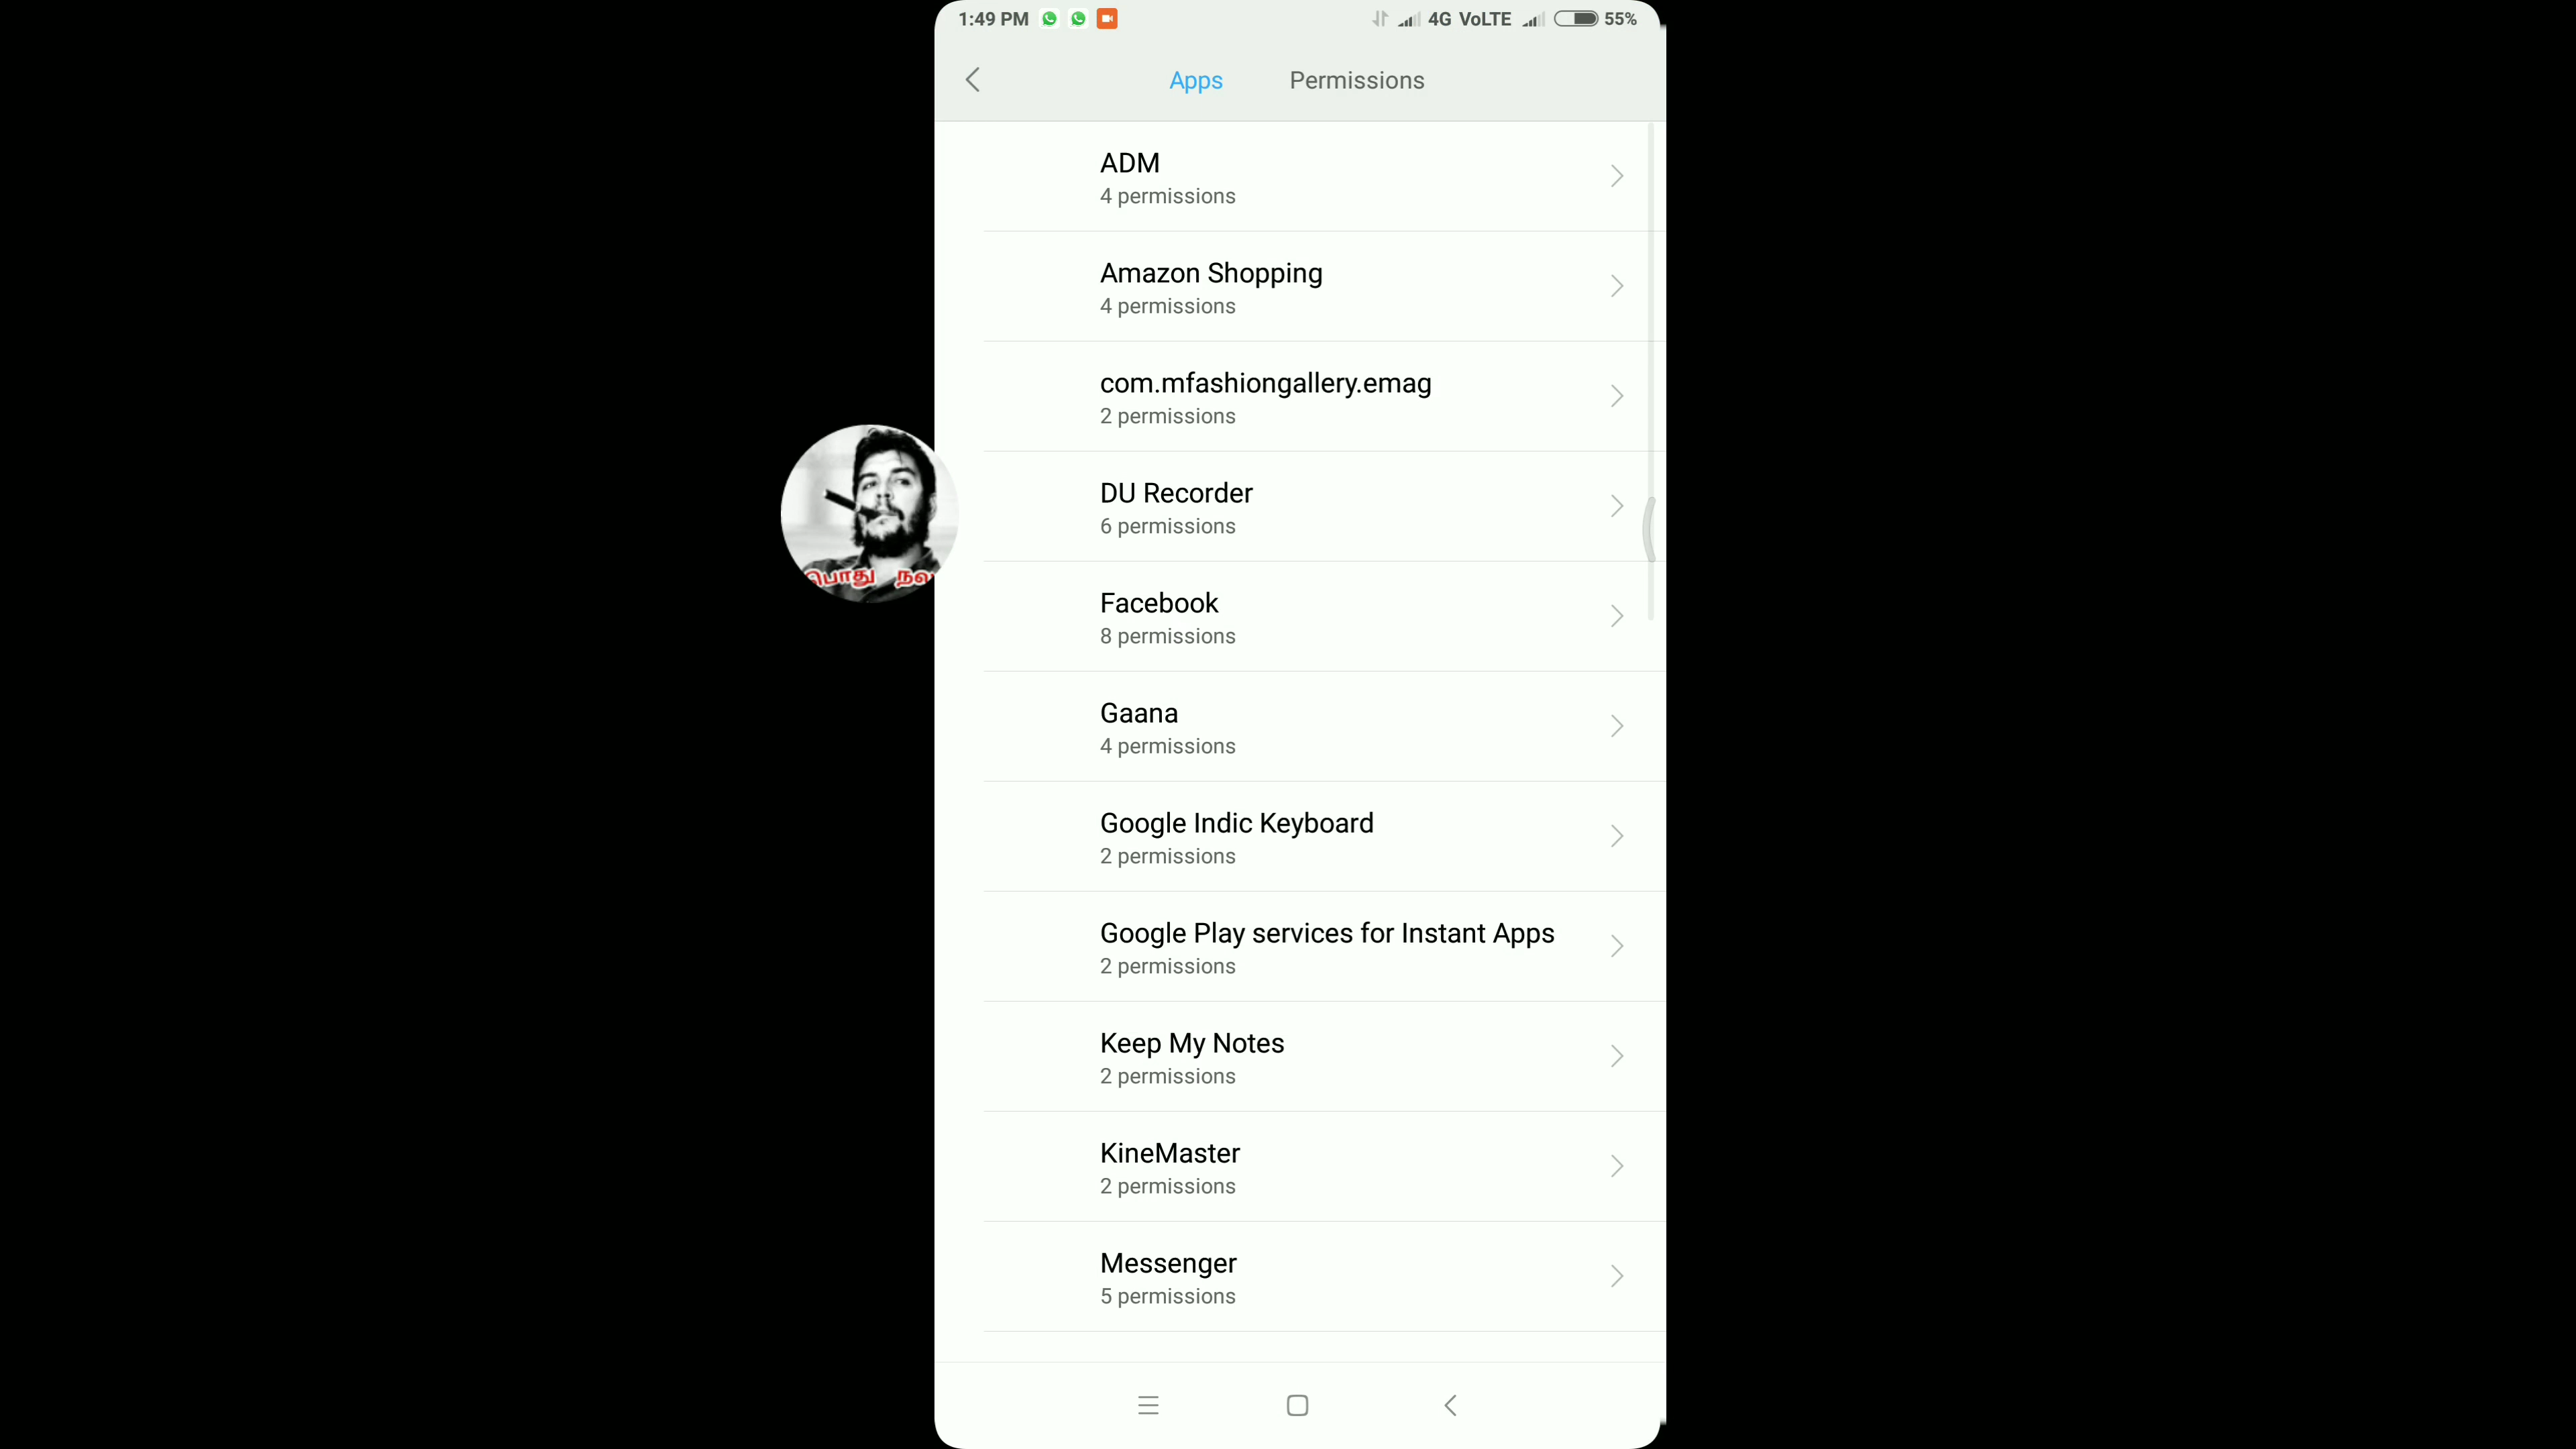 1:49 PM
4G VoLTE
55%
Apps
Permissions
ADM
4 permissions
Amazon Shopping
4 permissions
com.mfashiongallery.emag
2 permissions
DU Recorder
6 permissions
Facebook
8 permissions
Gaana
4 permissions
Google Indic Keyboard
2 permissions
Google Play services for Instant Apps
2 permissions
Keep My Notes
2 permissions
KineMaster
2 permissions
Messenger
5 permissions
பொது